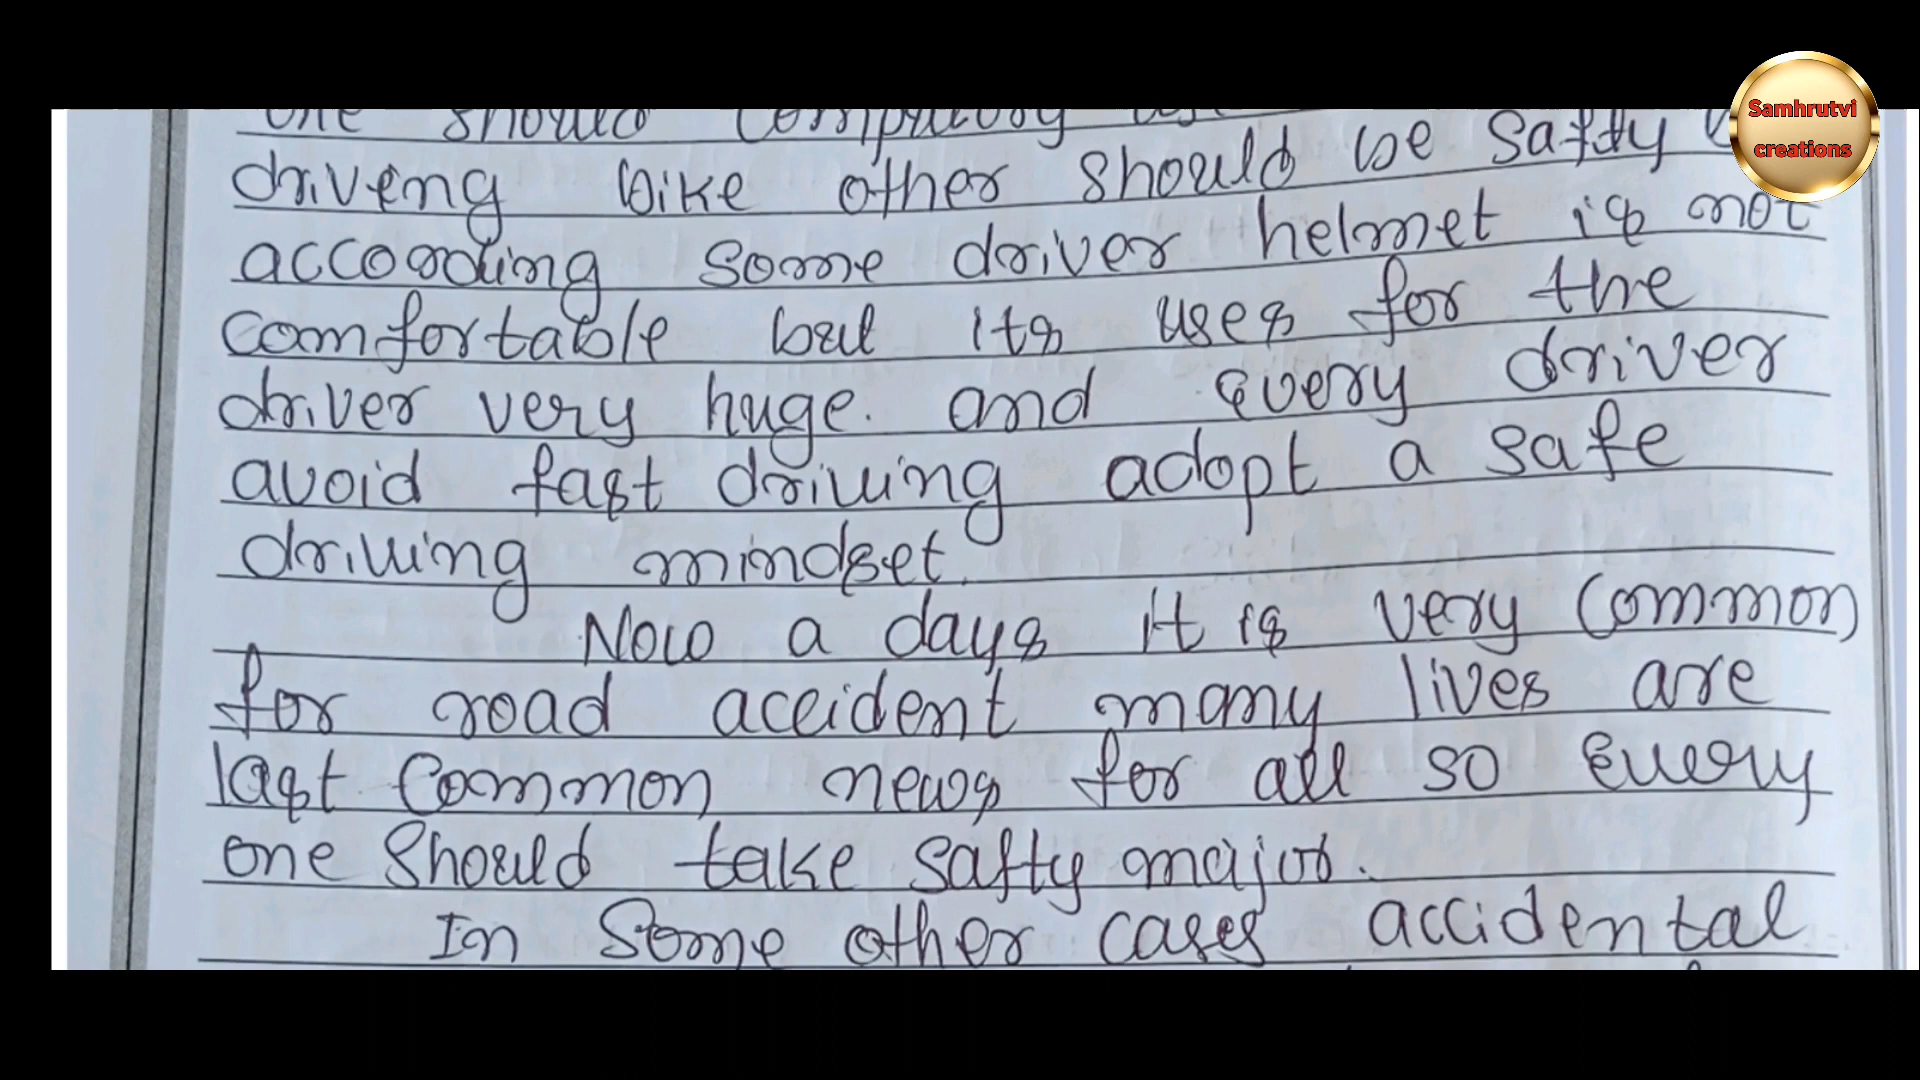 one should
driveng bike other should be safty
Samhrutvi
creations
accoording some driver helmet is not
comfortable but its uses for the
driver very huge. and every driver
avoid fast driving adopt a safe
driving mindset.
Now a days it is very common
for road accident many lives are
last common news for all so every
one should take safty major.
In some other cases accidental